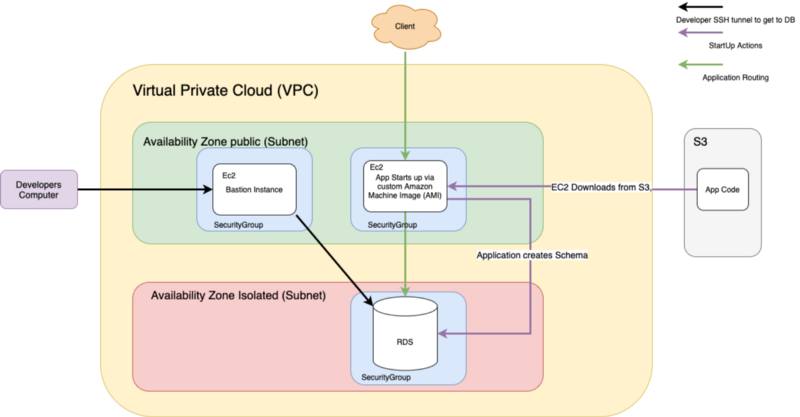 Client
Developer SSH tunnel to get to DB
StartUp Actions
Application Routing
Virtual Private Cloud (VPC)
Availability Zone public (Subnet)
S3
Ec2
Bastion Instance
SecurityGroup
Ec2
App Starts up via
custom Amazon
Machine Image (AMI)
SecurityGroup
Developers
Computer
EC2 Downloads from S3,
App Code
Application creates Schema
Availability Zone Isolated (Subnet)
RDS
SecurityGroup